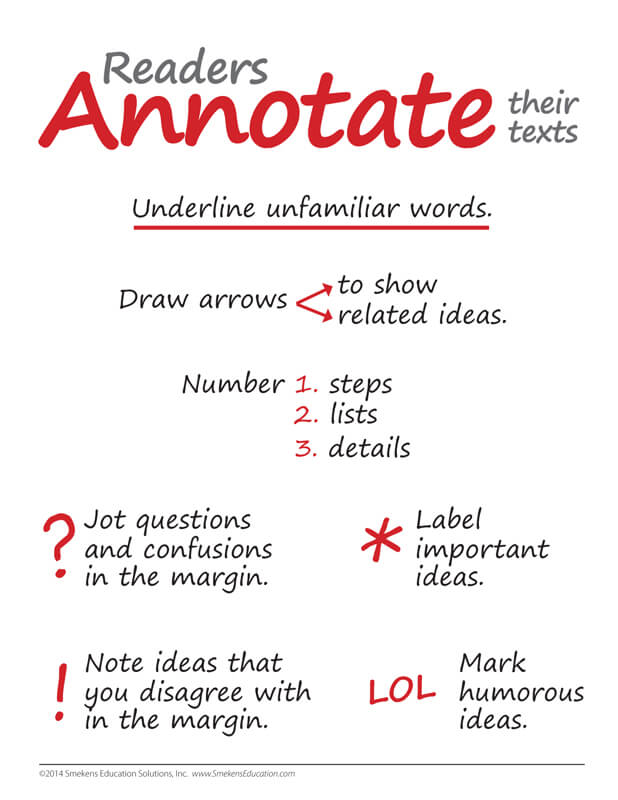 Readers
Annotate their
texts
Underline unfamiliar words.
Draw arrows to show
related ideas.
Number 1. steps
2. lists
3. details
? Jot questions
and confusions
in the margin.
* Label
important
ideas.
! Note ideas that
you disagree with
in the margin.
LOL Mark
humorous
ideas.
©2014 Smekens Education Solutions, Inc. www.SmekensEducation.com